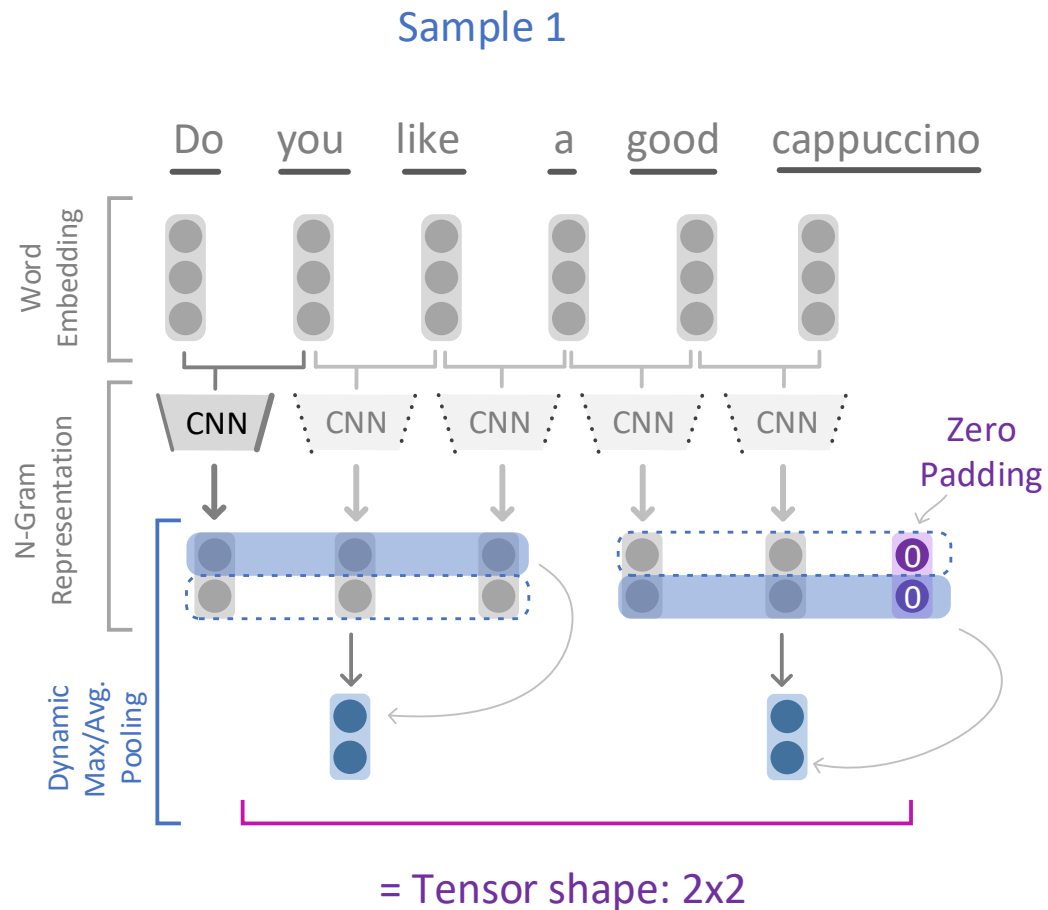 Sample 1
Do you like a good cappuccino
Word
Embedding
CNN CNN CNN CNN CNN
N-Gram
Representation
Zero
Padding
0
0
Dynamic
Max/Avg.
Pooling
= Tensor shape: 2x2